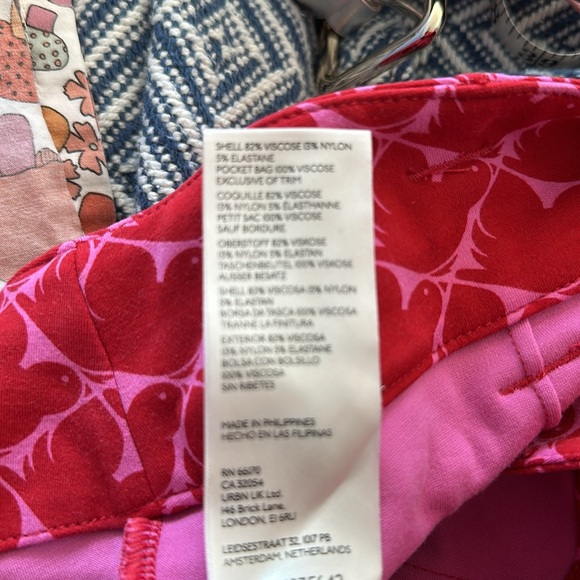 SHELL 82% VISCOSE 13% NYLON
5% ELASTANE
POCKET BAG 100% VISCOSE
EXCLUSIVE OF TRIM
COQUILLE 82% VISCOSE
13% NYLON 5% ÉLASTHANNE
PETIT SAC 100% VISCOSE
SAUF BORDURE
OBERSTOFF 82% VISKOSE
13% NYLON 5% ELASTAN
TASCHENBEUTEL 100% VISKOSE
AUSSER BESATZ
SHELL 82% VISCOSA 13% NYLON
5% ELASTAN
BORSA DA TASCA 100% VISCOSA
TRANNE LA FINITURA
EXTERIOR 82% VISCOSA
13% NYLON 5% ELASTANE
BOLSA CON BOLSILLO
100% VISCOSA
SIN RIBETES
MADE IN PHILIPPINES
HECHO EN LAS FILIPINAS
RN 66170
CA 32054
URBN UK Ltd.
146 Brick Lane,
LONDON, E1 6RU
LEIDSESTRAAT 32, 1017 PB
AMSTERDAM, NETHERLANDS